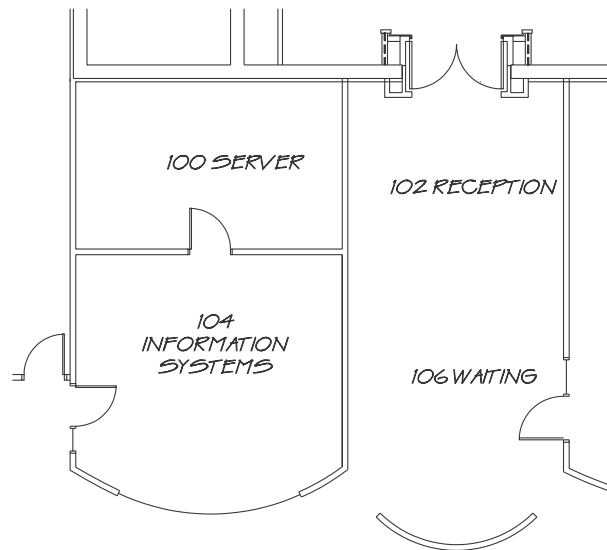 100 SERVER
102 RECEPTION
104
INFORMATION
SYSTEMS
106 WAITING